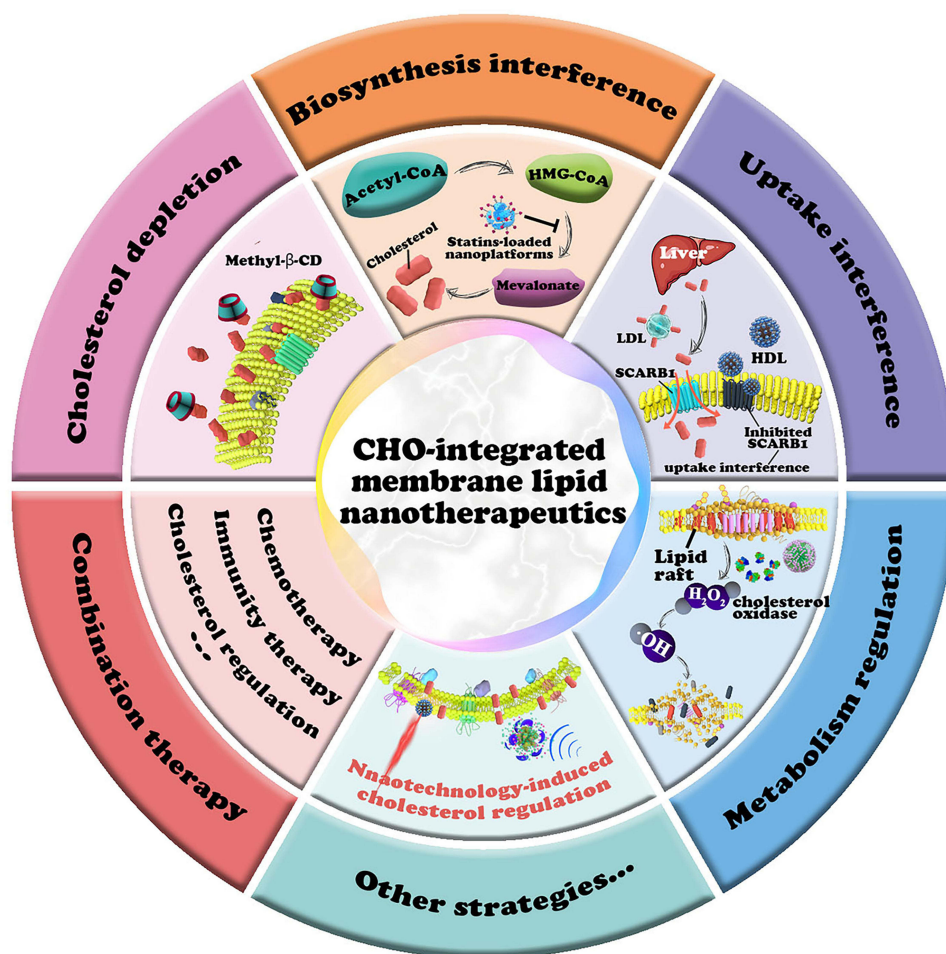 Biosynthesis interference
Acetyl-CoA
HMG-CoA
Statins-loaded
nanoplatforms
Cholesterol
Mevalonate
Uptake interference
Liver
LDL
HDL
SCARB1
Inhibited
SCARB1
uptake interference
Metabolism regulation
Lipid
raft
H2O2
cholesterol
oxidase
·OH
Other strategies...
Nnaotechnology-induced
cholesterol regulation
Combination therapy
Chemotherapy
Immunity therapy
Cholesterol regulation
...
Cholesterol depletion
Methyl-β-CD
CHO-integrated
membrane lipid
nanotherapeutics